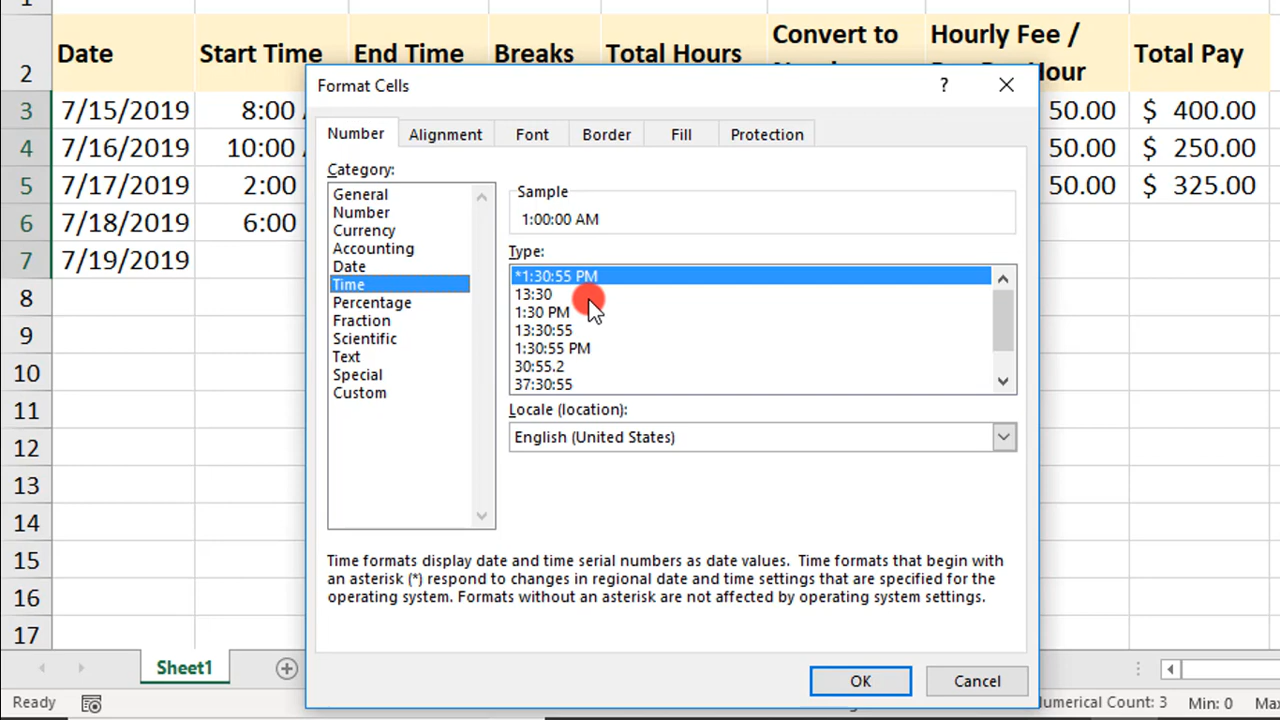 1
2 Date Start Time End Time Breaks Total Hours Convert to Hourly Fee / Hour Total Pay
Format Cells ?
3 7/15/2019 8:00 50.00 $ 400.00
Number Alignment Font Border Fill Protection
4 7/16/2019 10:00 50.00 $ 250.00
5 7/17/2019 2:00 50.00 $ 325.00
6 7/18/2019 6:00
7 7/19/2019
8
9
10
11
12
13
14
15
16
17
Category:
General
Number
Currency
Accounting
Date
Time
Percentage
Fraction
Scientific
Text
Special
Custom
Sample
1:00:00 AM
Type:
*1:30:55 PM
13:30
1:30 PM
13:30:55
1:30:55 PM
30:55.2
37:30:55
Locale (location):
English (United States)
Time formats display date and time serial numbers as date values. Time formats that begin with
an asterisk (*) respond to changes in regional date and time settings that are specified for the
operating system. Formats without an asterisk are not affected by operating system settings.
OK Cancel
Sheet1
Ready Numerical Count: 3 Min: 0